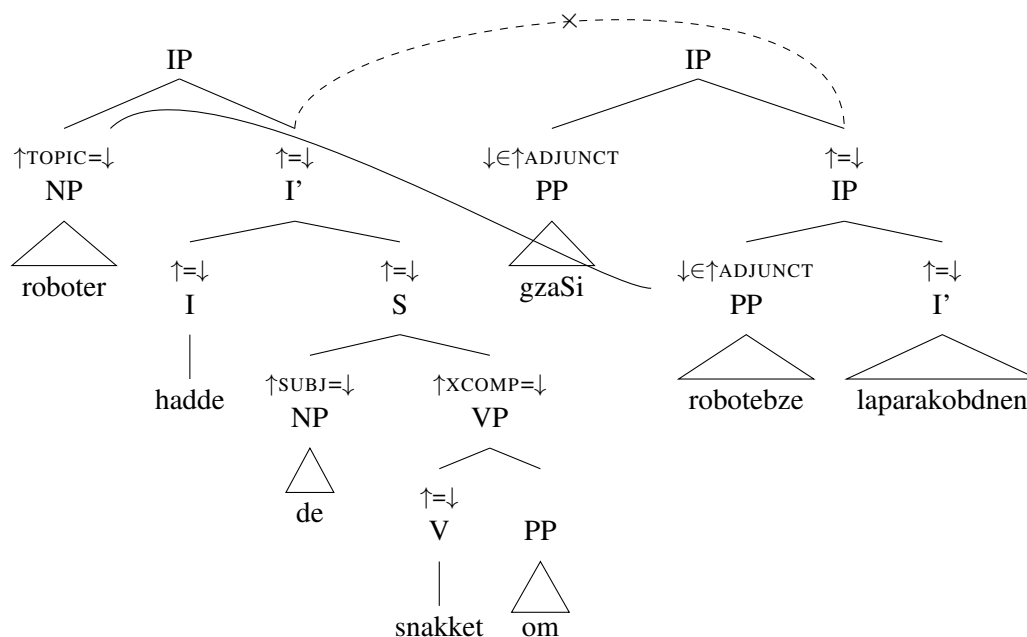 IP IP
↑TOPIC=↓ ↑=↓ ↓∈↑ADJUNCT ↑=↓
NP I’ PP IP
roboter ↑=↓ ↑=↓ gzaSi ↓∈↑ADJUNCT ↑=↓
I S PP I’
hadde ↑SUBJ=↓ ↑XCOMP=↓ robotebze laparakobdnen
NP VP
de ↑=↓
V PP
snakket om